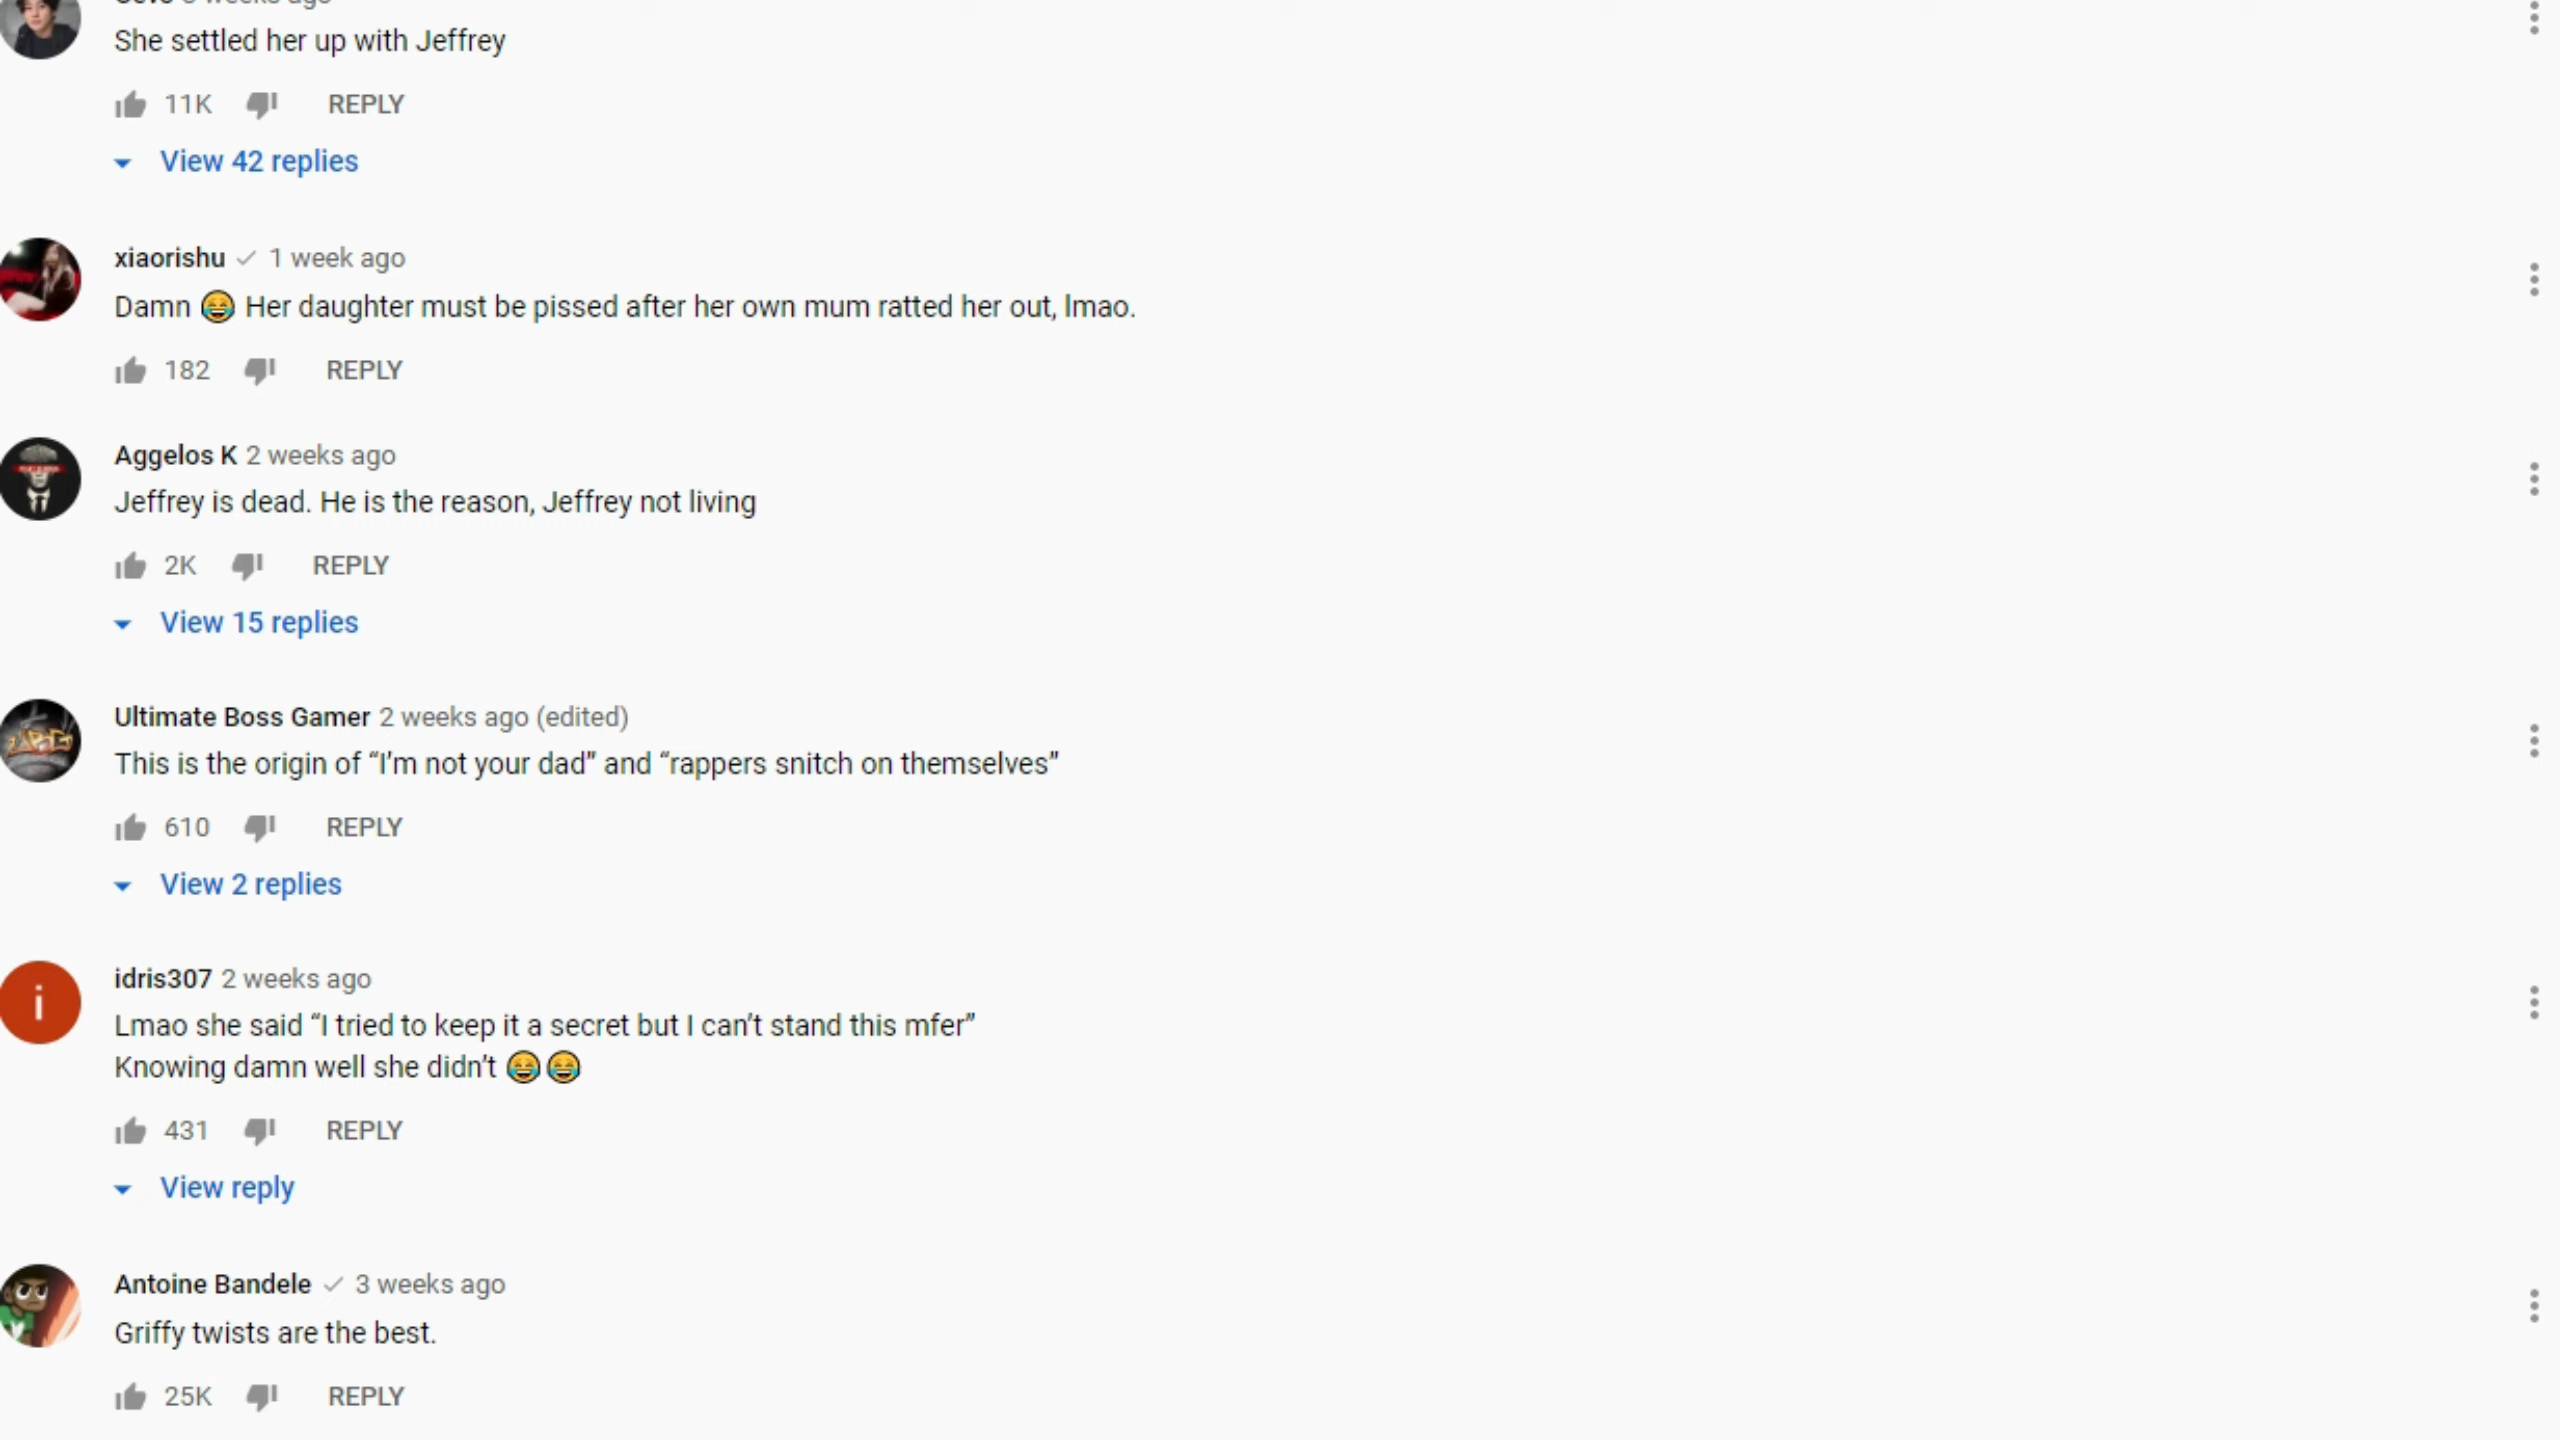 She settled her up with Jeffrey
11K REPLY
View 42 replies
xiaorishu 1 week ago
Damn 😂 Her daughter must be pissed after her own mum ratted her out, lmao.
182 REPLY
Aggelos K 2 weeks ago
Jeffrey is dead. He is the reason, Jeffrey not living
2K REPLY
View 15 replies
Ultimate Boss Gamer 2 weeks ago (edited)
This is the origin of “I’m not your dad” and “rappers snitch on themselves”
610 REPLY
View 2 replies
i
idris307 2 weeks ago
Lmao she said “I tried to keep it a secret but I can’t stand this mfer”
Knowing damn well she didn’t 😂😂
431 REPLY
View reply
Antoine Bandele 3 weeks ago
Griffy twists are the best.
25K REPLY